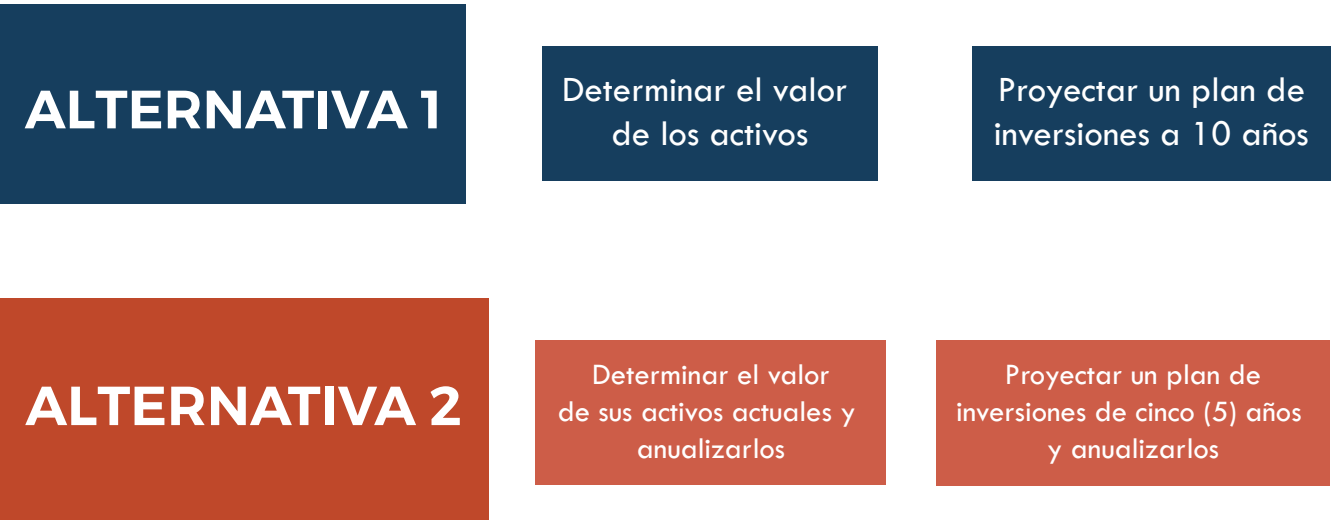 ALTERNATIVA 1
Determinar el valor
de los activos
Proyectar un plan de
inversiones a 10 años
ALTERNATIVA 2
Determinar el valor
de sus activos actuales y
anualizarlos
Proyectar un plan de
inversiones de cinco (5) años
y anualizarlos